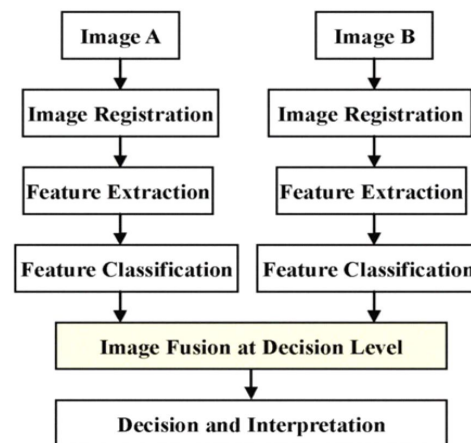 Image A
Image B
Image Registration
Image Registration
Feature Extraction
Feature Extraction
Feature Classification
Feature Classification
Image Fusion at Decision Level
Decision and Interpretation